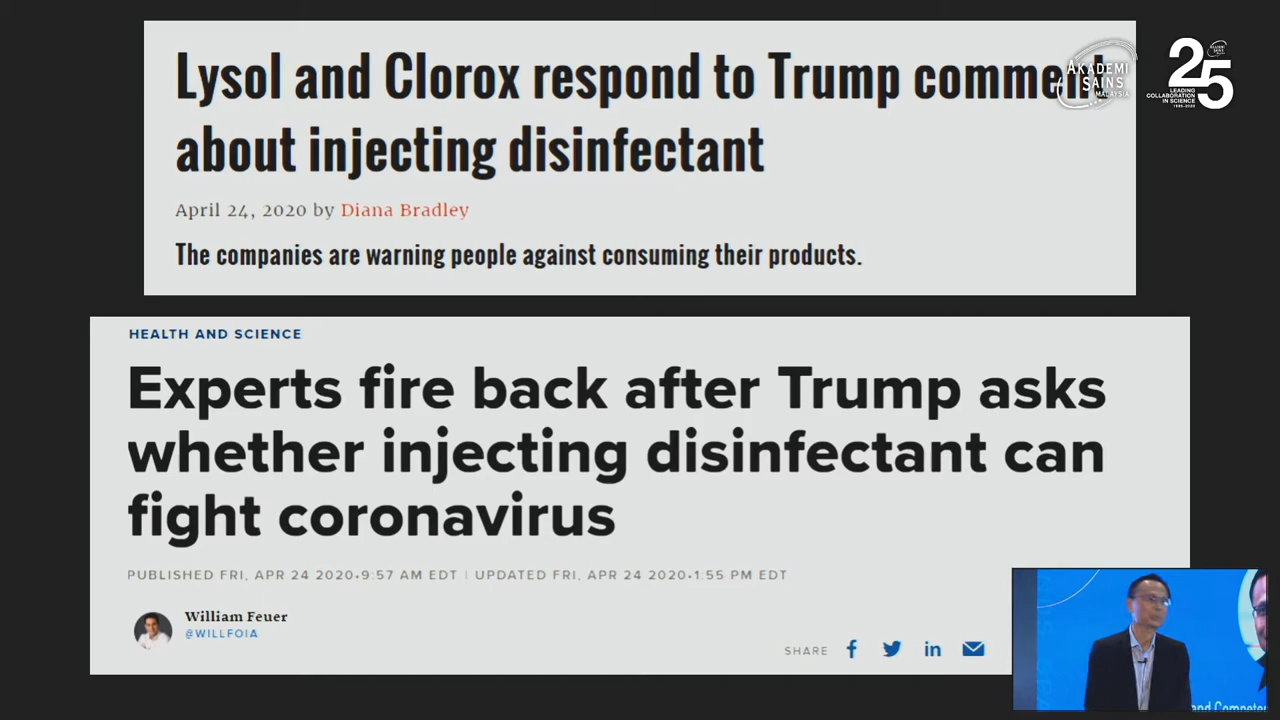 Lysol and Clorox respond to Trump comment
about injecting disinfectant
April 24, 2020 by Diana Bradley
The companies are warning people against consuming their products.
AKADEMI
SAINS
MALAYSIA
25
LEADING
COLLABORATION
IN SCIENCE
1995-2020
HEALTH AND SCIENCE
Experts fire back after Trump asks
whether injecting disinfectant can
fight coronavirus
PUBLISHED FRI, APR 24 2020•9:57 AM EDT | UPDATED FRI, APR 24 2020•1:55 PM EDT
William Feuer
@WILLFOIA
SHARE
and